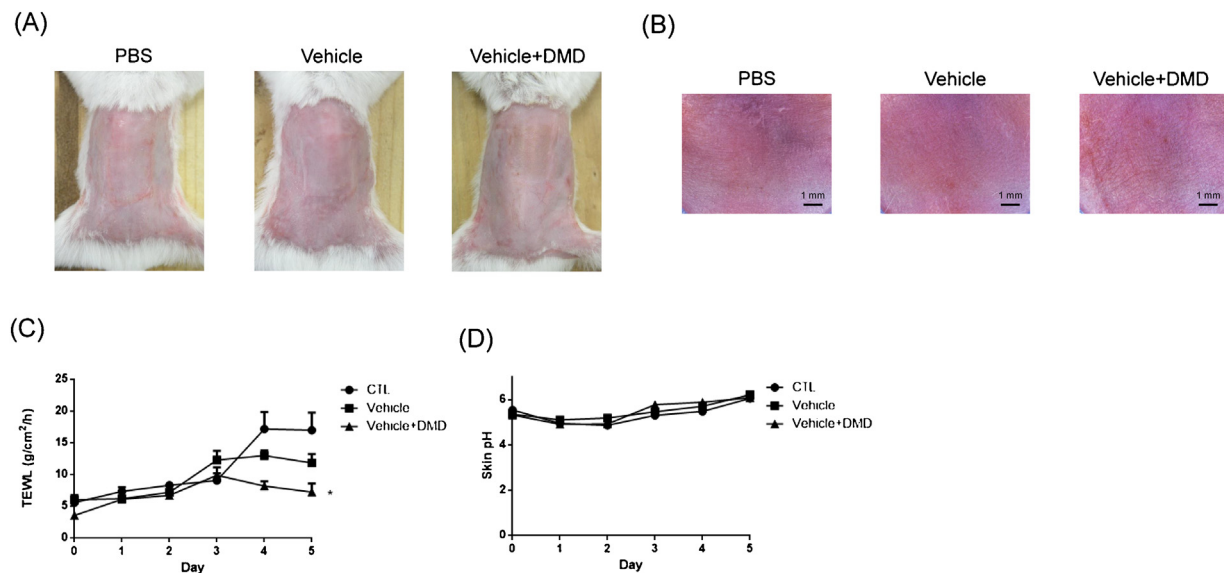 (A)
PBS
Vehicle
Vehicle+DMD
(B)
PBS
Vehicle
Vehicle+DMD
1 mm
1 mm
1 mm
(C)
25
20
15
10
5
0
TEWL (g/cm²/h)
0 1 2 3 4 5
Day
CTL
Vehicle
Vehicle+DMD
*
(D)
6
4
2
0
Skin pH
0 1 2 3 4 5
Day
CTL
Vehicle
Vehicle+DMD